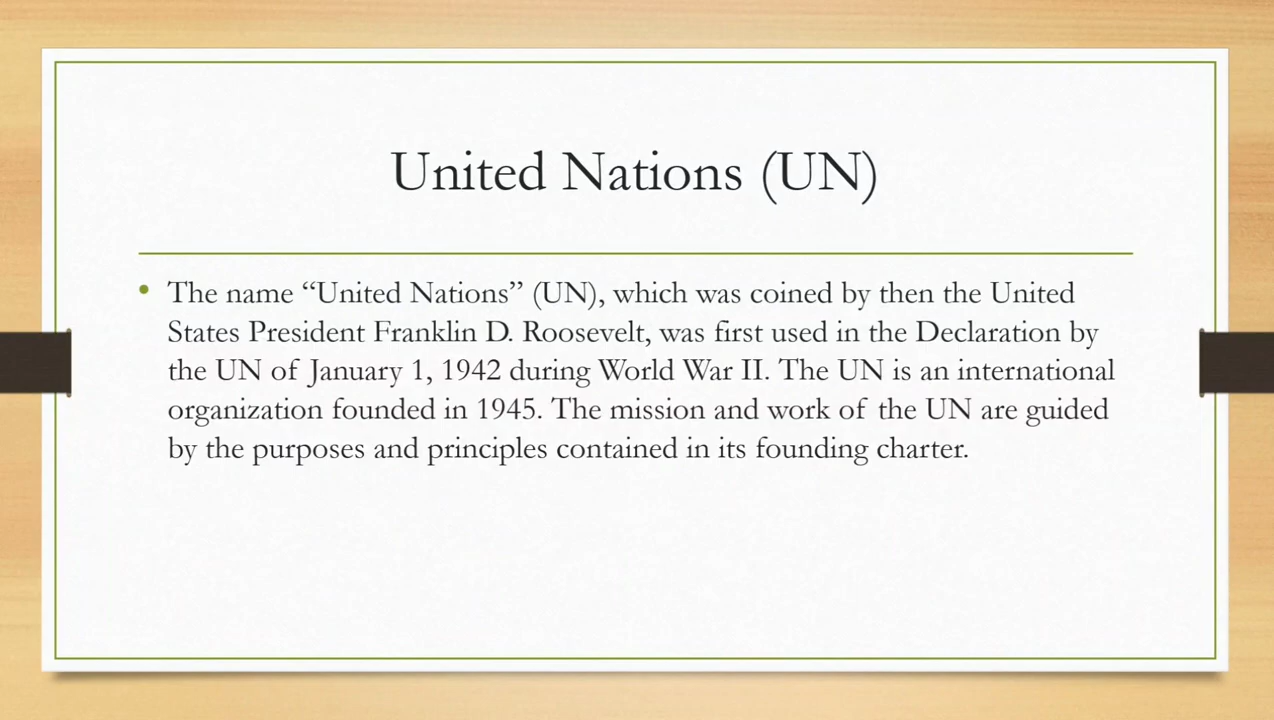 United Nations (UN)
• The name “United Nations” (UN), which was coined by then the United
States President Franklin D. Roosevelt, was first used in the Declaration by
the UN of January 1, 1942 during World War II. The UN is an international
organization founded in 1945. The mission and work of the UN are guided
by the purposes and principles contained in its founding charter.